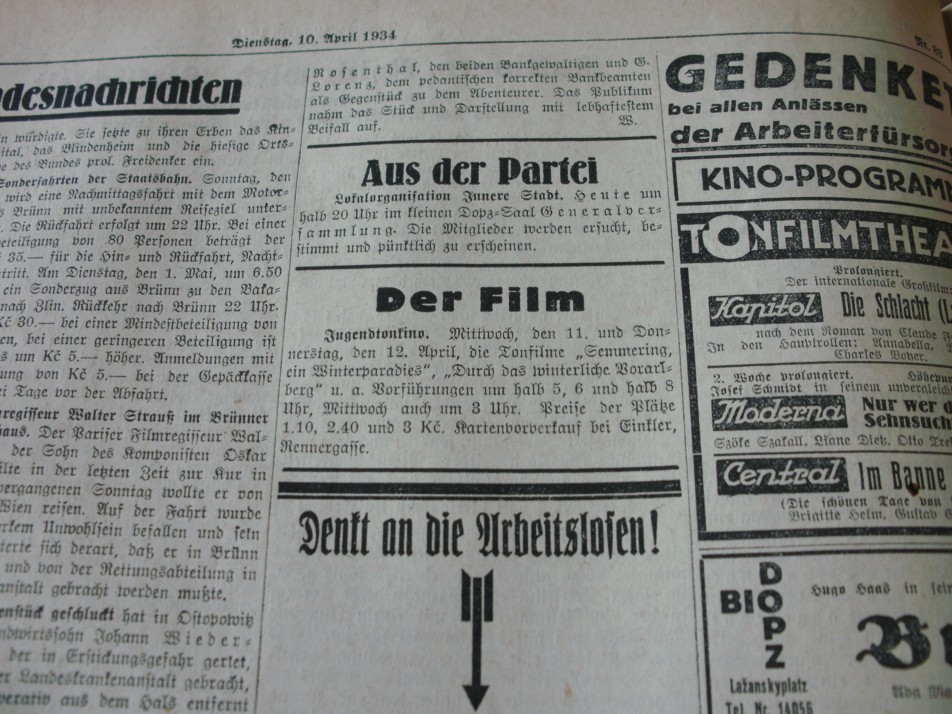 Dienstag, 10. April 1934
Nr. 83
desnachrichten
n würdigte. Sie setzte zu ihren Erben das Kin-
ital, das Blindenheim und die hiesige Orts-
e des Bundes prol. Freidenker ein.
Sonderfahrten der Staatsbahn. Sonntag, den
wird eine Nachmittagsfahrt mit dem Motor-
s Brünn mit unbekanntem Reiseziel unter-
. Die Rückfahrt erfolgt um 22 Uhr. Bei einer
eteiligung von 80 Personen beträgt der
35.— für die Hin- und Rückfahrt, Nacht-
tritt. Am Dienstag, den 1. Mai, um 6.50
ein Sonderzug aus Brünn zu den Bata-
nach Zlin. Rückkehr nach Brünn 22 Uhr.
Kč 30.— bei einer Mindestbeteiligung von
en, bei einer geringeren Beteiligung ist
s um Kč 5.— höher. Anmeldungen mit
ung von Kč 5.— bei der Gepäckkasse
ei Tage vor der Abfahrt.
regisseur Walter Strauß im Brünner
haus. Der Pariser Filmregisseur Wal-
der Sohn des Komponisten Oskar
ilte in der letzten Zeit zur Kur in
vergangenen Sonntag wollte er von
Wien reisen. Auf der Fahrt wurde
rkem Unwohlsein befallen und sein
terte sich derart, daß er in Brünn
und von der Rettungsabteilung in
anstalt gebracht werden mußte.
enstück geschluckt hat in Ostopowitz
ndwirtssohn Johann Wieder-
der in Erstickungsgefahr geriet,
er Landeskrankenanstalt gebracht,
perativ aus dem Hals entfernt
Rosenthal, den beiden Bankgewaltigen und G.
Lorenz, dem pedantischen korrekten Bankbeamten
als Gegenstück zu dem Abenteurer. Das Publikum
nahm das Stück und Darstellung mit lebhaftestem
Beifall auf. W.
Aus der Partei
Lokalorganisation Innere Stadt. Heute um
halb 20 Uhr im kleinen Dopz-Saal Generalver-
sammlung. Die Mitglieder werden ersucht, be-
stimmt und pünktlich zu erscheinen.
Der Film
Jugendtonkino. Mittwoch, den 11. und Don-
nerstag, den 12. April, die Tonfilme „Semmering,
ein Winterparadies“, „Durch das winterliche Vorarl-
berg“ u. a. Vorführungen um halb 5, 6 und halb 8
Uhr, Mittwoch auch um 3 Uhr. Preise der Plätze
1.10, 2.40 und 3 Kč. Kartenvorverkauf bei Einkler,
Rennergasse.
Denkt an die Arbeitslosen!
GEDENKET
bei allen Anlässen
der Arbeiterfürsor
KINO-PROGRAM
TONFILMTHEA
Prolongiert.
Der internationale Großfilm:
Kapitol Die Schlacht
nach dem Roman von Claude
In den Hauptrollen: Annabella,
Charles Boyer.
2. Woche prolongiert.
Josef Schmidt in seinem unvergleich
Moderna Nur wer
Sehnsuch
Szöke Szakall, Liane Dietz, Otto Tre
Central Im Banne
(Die schönen Tage von
Brigitte Helm, Gustav
BIO
DOPZ
Lažanskyplatz
Tel. Nr. 14056
Hugo Haas in sei